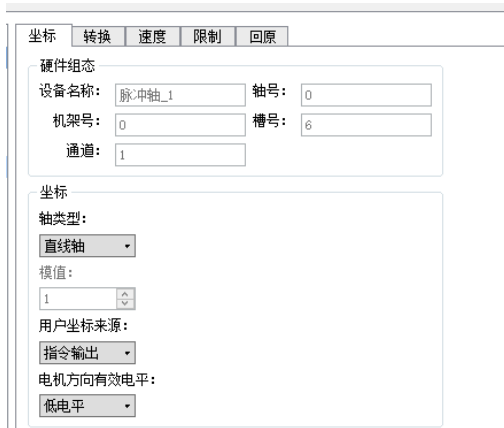 坐标 转换 速度 限制 回原
硬件组态
设备名称: 脉冲轴_1 轴号: 0
机架号: 0 槽号: 6
通道: 1
坐标
轴类型:
直线轴
模值:
1
用户坐标来源:
指令输出
电机方向有效电平:
低电平